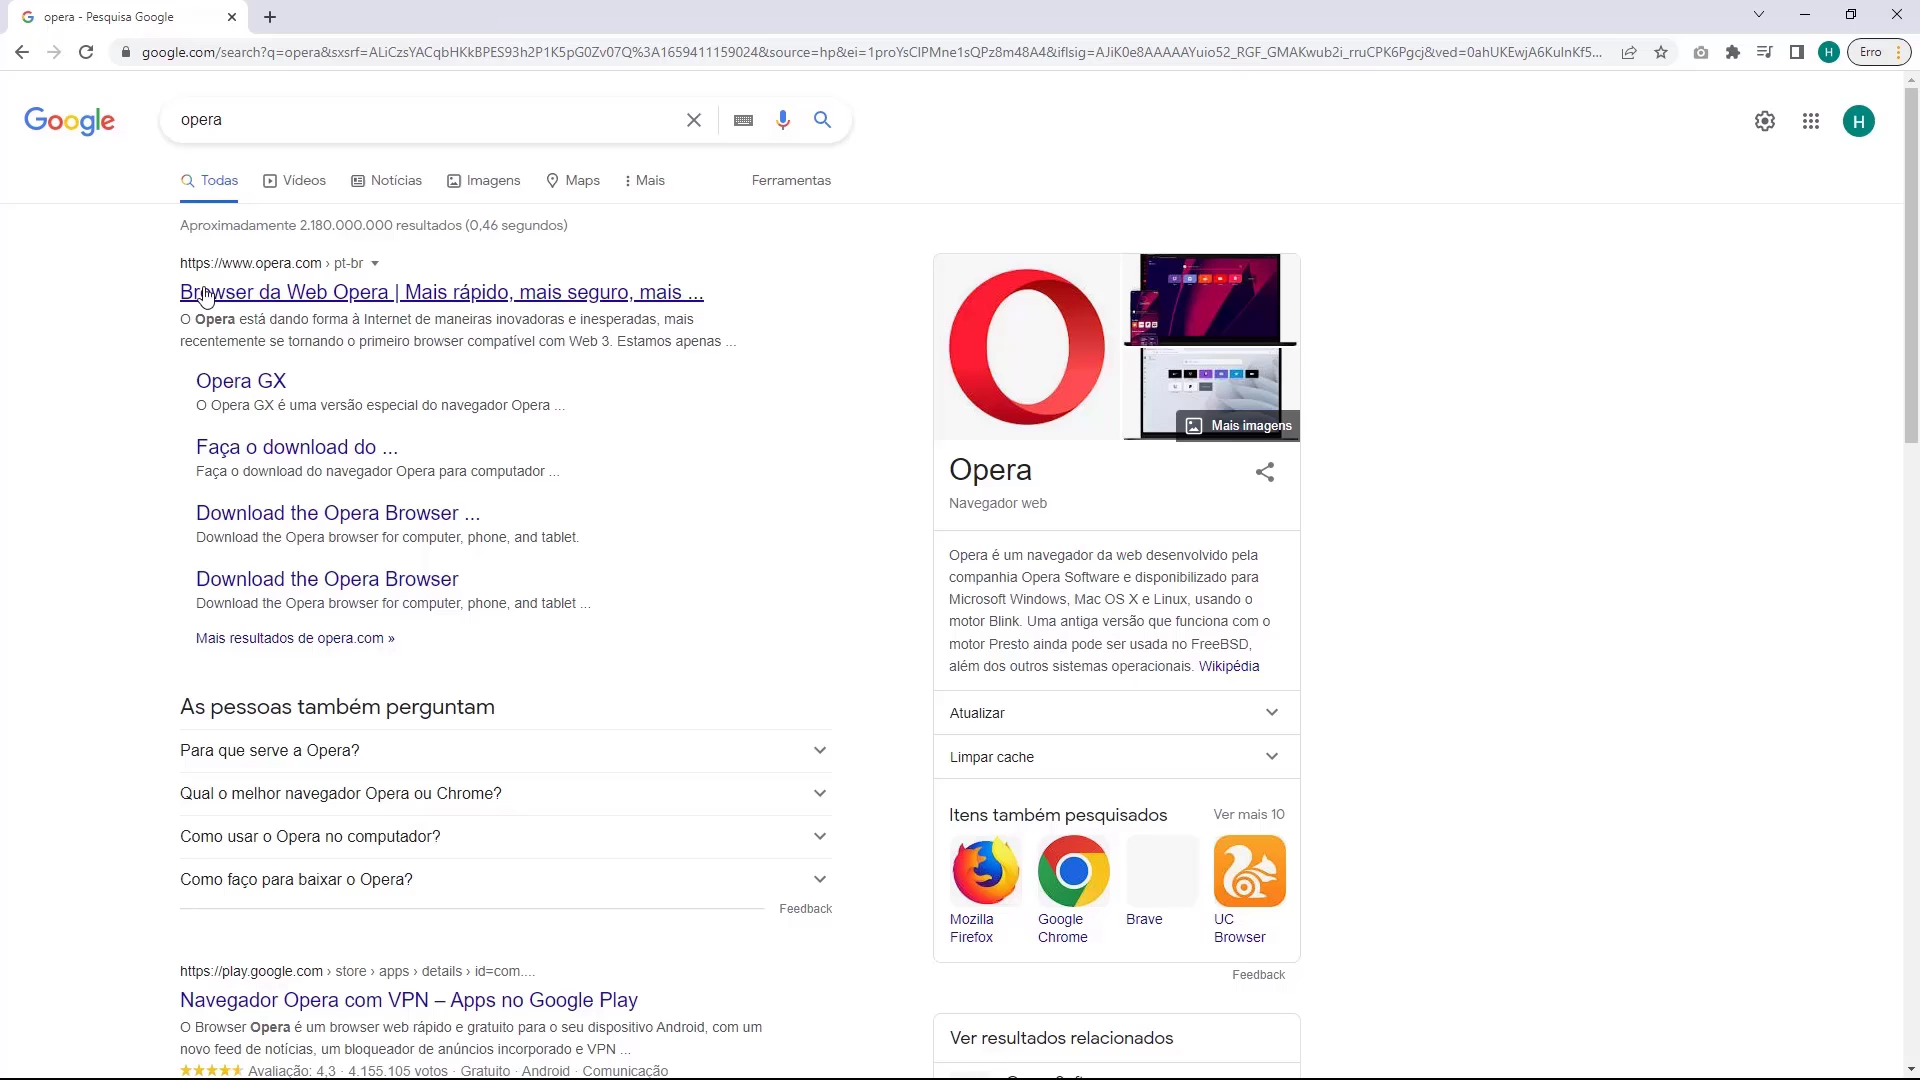 opera - Pesquisa Google
google.com/search?q=opera&sxsrf=ALiCzsYACqbHKkBPES93h2P1K5pG0Zv07Q%3A1659411159024&source=hp&ei=1proYsClPMne1sQPz8m48A4&iflsig=AJiK0e8AAAAAYuio52_RGF_GMAKwub2i_rruCPK6Pgcj&ved=0ahUKEwjA6KulnKf5...
H
Erro
Google
opera
H
Todas
Vídeos
Notícias
Imagens
Maps
Mais
Ferramentas
Aproximadamente 2.180.000.000 resultados (0,46 segundos)
https://www.opera.com › pt-br
Browser da Web Opera | Mais rápido, mais seguro, mais ...
O Opera está dando forma à Internet de maneiras inovadoras e inesperadas, mais
recentemente se tornando o primeiro browser compatível com Web 3. Estamos apenas ...
Opera GX
O Opera GX é uma versão especial do navegador Opera ...
Faça o download do ...
Faça o download do navegador Opera para computador ...
Download the Opera Browser ...
Download the Opera browser for computer, phone, and tablet.
Download the Opera Browser
Download the Opera browser for computer, phone, and tablet ...
Mais resultados de opera.com »
As pessoas também perguntam
Para que serve a Opera?
Qual o melhor navegador Opera ou Chrome?
Como usar o Opera no computador?
Como faço para baixar o Opera?
Feedback
https://play.google.com › store › apps › details › id=com....
Navegador Opera com VPN – Apps no Google Play
O Browser Opera é um browser web rápido e gratuito para o seu dispositivo Android, com um
novo feed de notícias, um bloqueador de anúncios incorporado e VPN ...
Avaliação: 4,3 · 4.155.105 votos · Gratuito · Android · Comunicação
Mais imagens
Opera
Navegador web
Opera é um navegador da web desenvolvido pela
companhia Opera Software e disponibilizado para
Microsoft Windows, Mac OS X e Linux, usando o
motor Blink. Uma antiga versão que funciona com o
motor Presto ainda pode ser usada no FreeBSD,
além dos outros sistemas operacionais. Wikipédia
Atualizar
Limpar cache
Itens também pesquisados
Ver mais 10
Mozilla
Firefox
Google
Chrome
Brave
UC
Browser
Feedback
Ver resultados relacionados